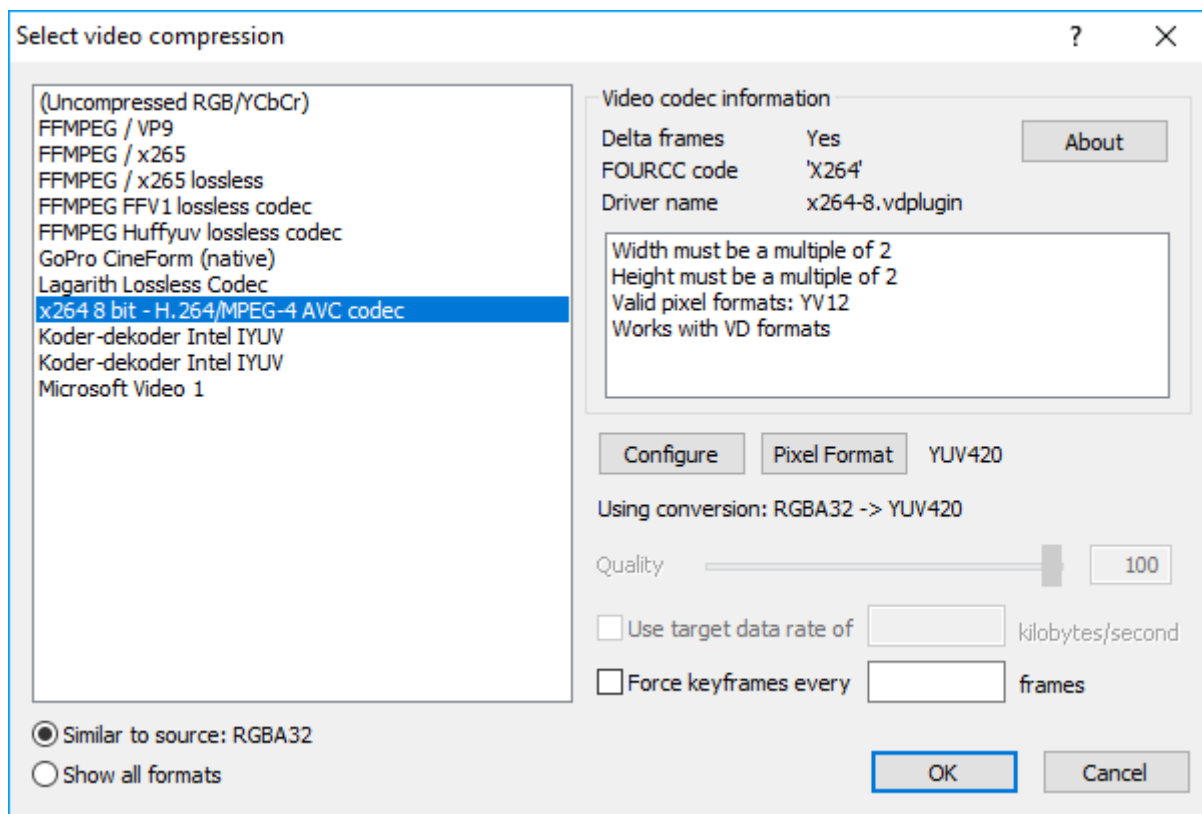 Select video compression
?
(Uncompressed RGB/YCbCr)
FFMPEG / VP9
FFMPEG / x265
FFMPEG / x265 lossless
FFMPEG FFV1 lossless codec
FFMPEG Huffyuv lossless codec
GoPro CineForm (native)
Lagarith Lossless Codec
x264 8 bit - H.264/MPEG-4 AVC codec
Koder-dekoder Intel IYUV
Koder-dekoder Intel IYUV
Microsoft Video 1
Similar to source: RGBA32
Show all formats
Video codec information
Delta frames Yes
About
FOURCC code 'X264'
Driver name x264-8.vdplugin
Width must be a multiple of 2
Height must be a multiple of 2
Valid pixel formats: YV12
Works with VD formats
Configure Pixel Format YUV420
Using conversion: RGBA32 -> YUV420
Quality 100
Use target data rate of kilobytes/second
Force keyframes every frames
OK Cancel